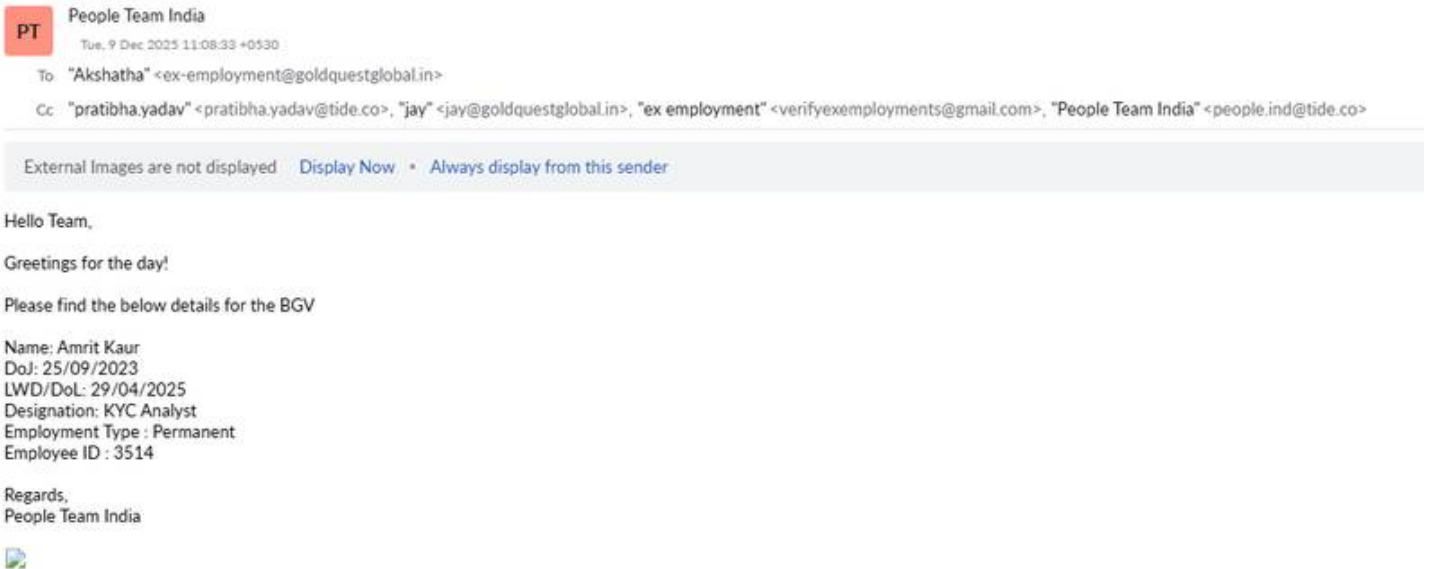 PT
People Team India
Tue, 9 Dec 2025 11:08:33 +0530
To "Akshatha" <ex-employment@goldquestglobal.in>
Cc "pratibha.yadav" <pratibha.yadav@tide.co>, "jay" <jay@goldquestglobal.in>, "ex employment" <verifyexemployments@gmail.com>, "People Team India" <people.ind@tide.co>
External Images are not displayed Display Now • Always display from this sender
Hello Team,
Greetings for the day!
Please find the below details for the BGV
Name: Amrit Kaur
DoJ: 25/09/2023
LWD/DoL: 29/04/2025
Designation: KYC Analyst
Employment Type : Permanent
Employee ID : 3514
Regards,
People Team India